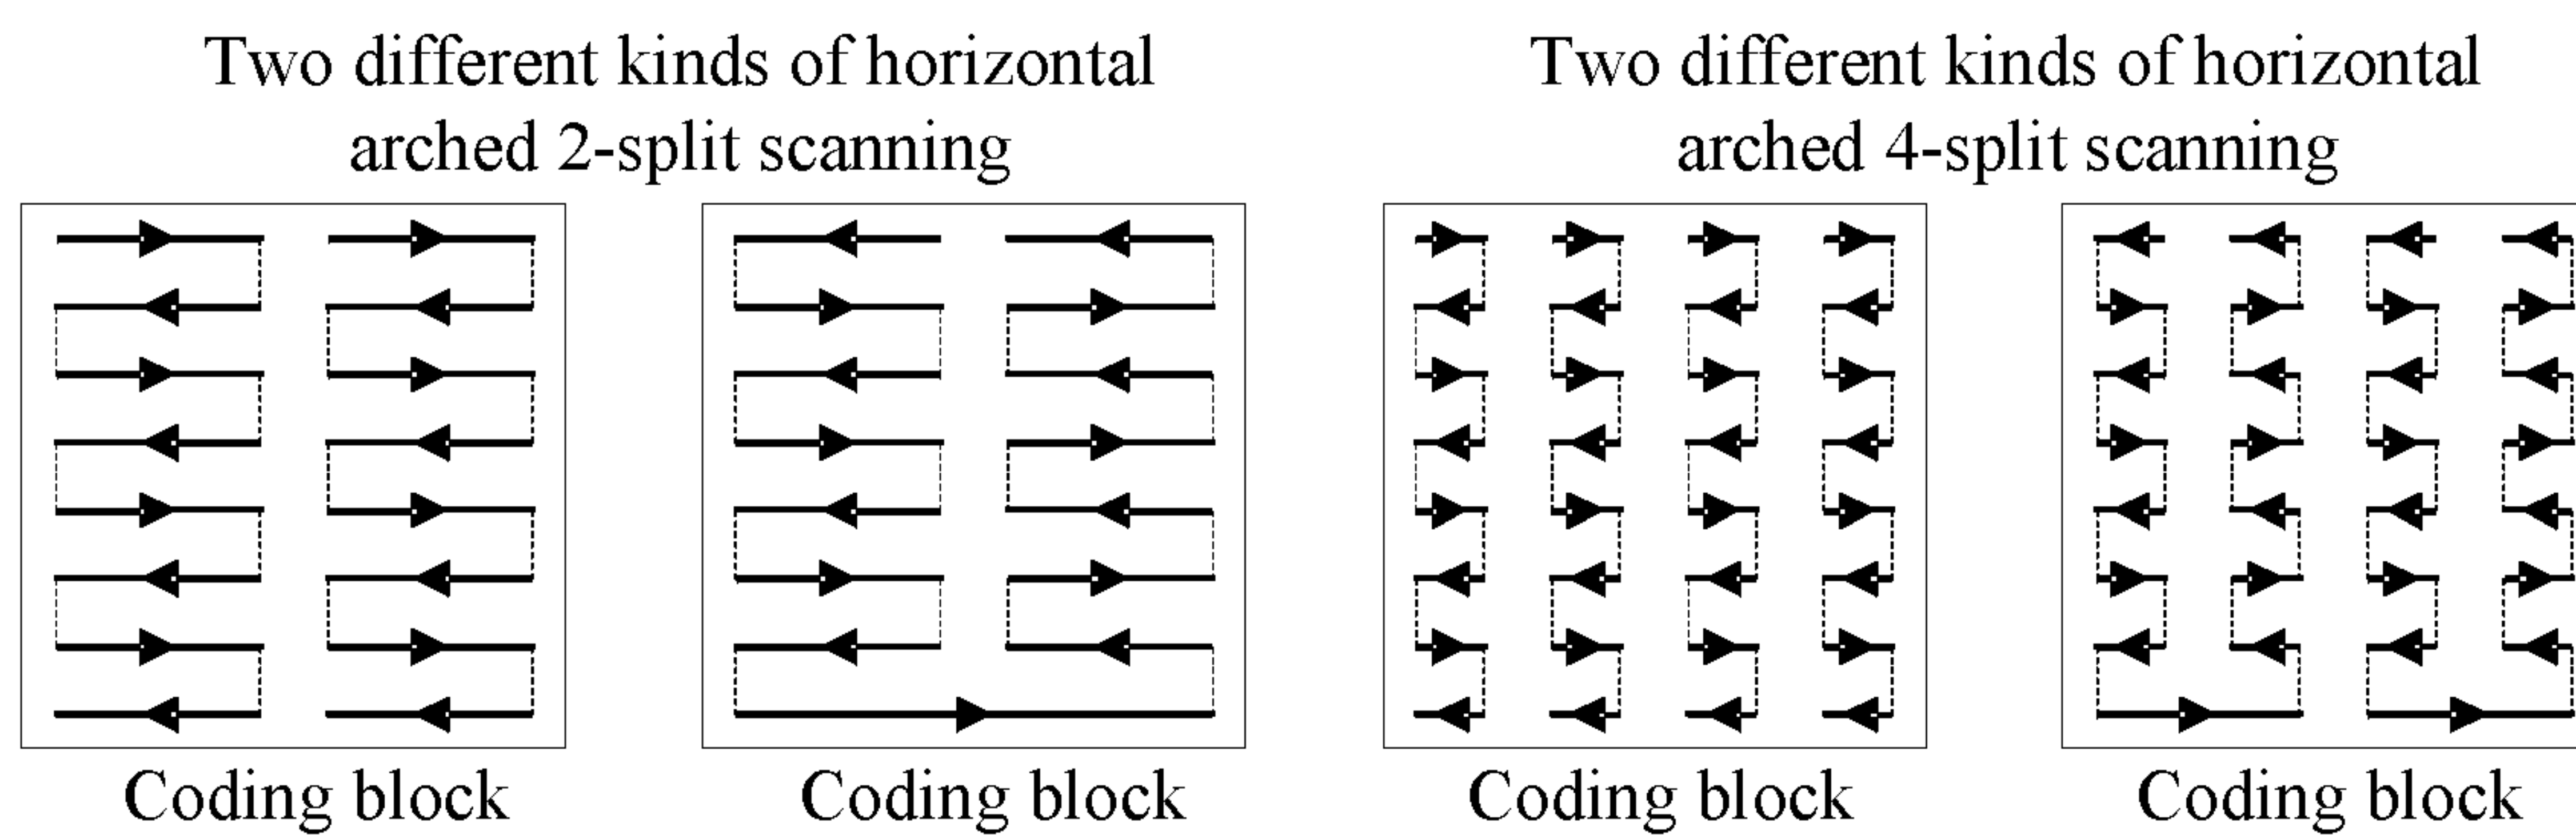 Two different kinds of horizontal
arched 2-split scanning
Two different kinds of horizontal
arched 4-split scanning
Coding block
Coding block
Coding block
Coding block